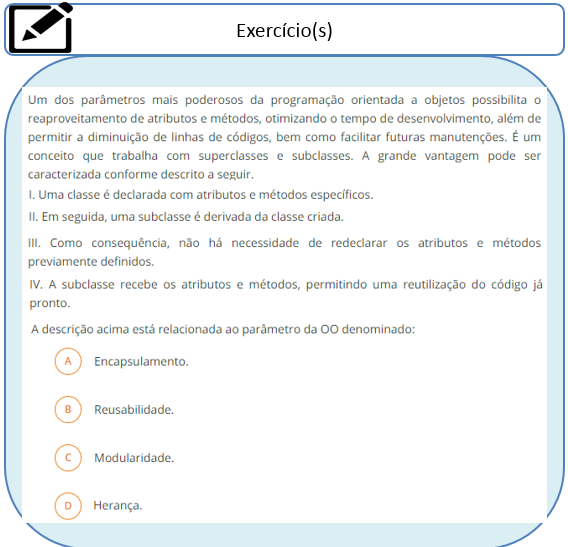 Exercício(s)
Um dos parâmetros mais poderosos da programação orientada a objetos possibilita o
reaproveitamento de atributos e métodos, otimizando o tempo de desenvolvimento, além de
permitir a diminuição de linhas de códigos, bem como facilitar futuras manutenções. É um
conceito que trabalha com superclasses e subclasses. A grande vantagem pode ser
caracterizada conforme descrito a seguir.
I. Uma classe é declarada com atributos e métodos específicos.
II. Em seguida, uma subclasse é derivada da classe criada.
III. Como consequência, não há necessidade de redeclarar os atributos e métodos
previamente definidos.
IV. A subclasse recebe os atributos e métodos, permitindo uma reutilização do código já
pronto.
A descrição acima está relacionada ao parâmetro da OO denominado:
A Encapsulamento.
B Reusabilidade.
C Modularidade.
D Herança.